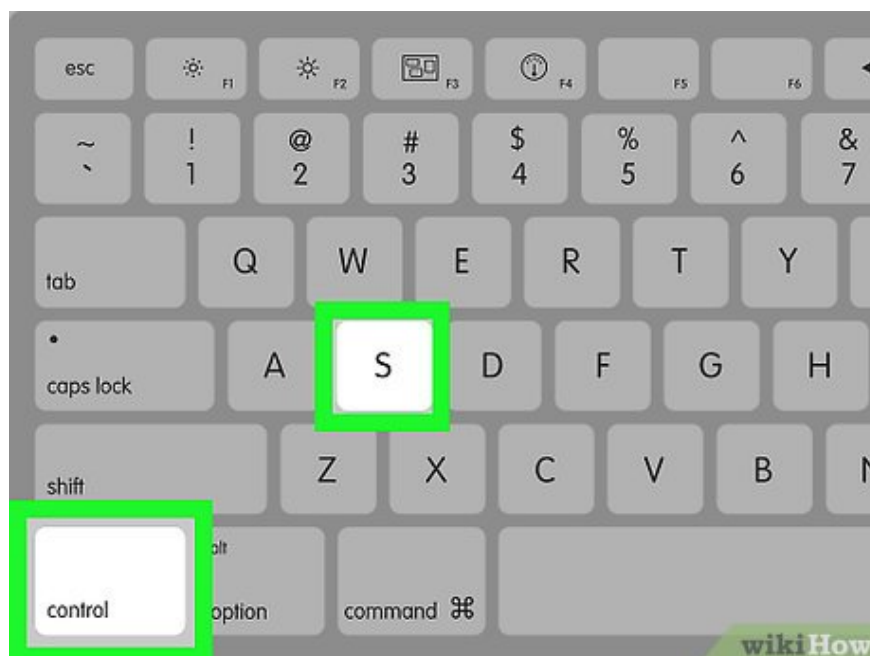 esc F1 F2 F3 F4 F5 F6
~ ! @ # $ % ^ &
` 1 2 3 4 5 6 7
tab Q W E R T Y
caps lock A S D F G H
shift Z X C V B N
control alt option command ⌘
wikiHow